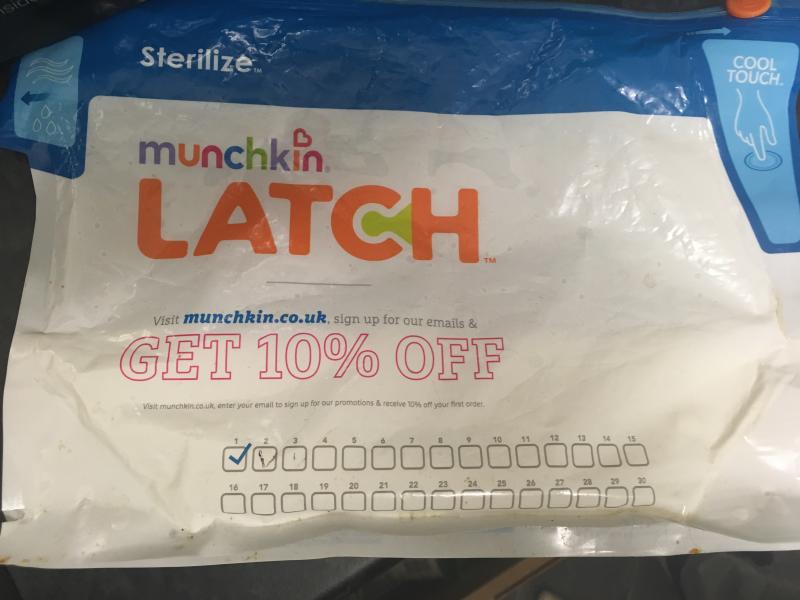 Sterilize™
COOL
TOUCH™
munchkin®
LATCH™
Visit munchkin.co.uk, sign up for our emails &
GET 10% OFF
Visit munchkin.co.uk, enter your email to sign up for our promotions & receive 10% off your first order.
1 2 3 4 5 6 7 8 9 10 11 12 13 14 15
16 17 18 19 20 21 22 23 24 25 26 27 28 29 30